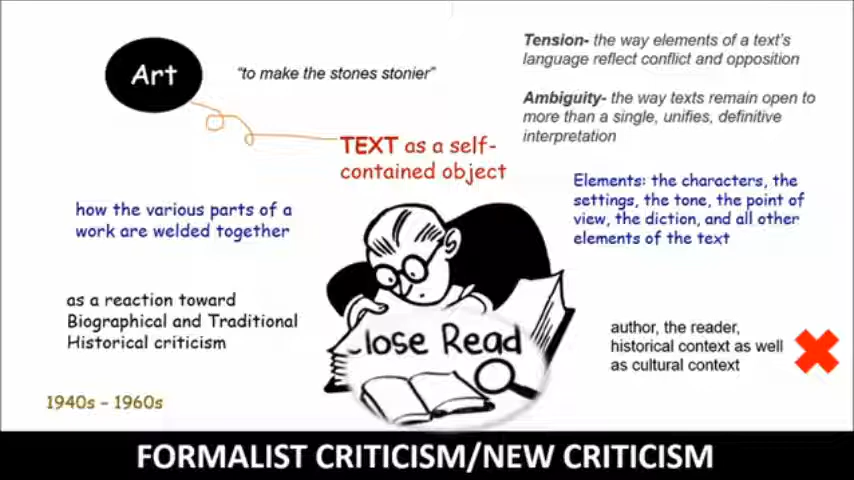 Art
"to make the stones stonier"
Tension- the way elements of a text's
language reflect conflict and opposition
Ambiguity- the way texts remain open to
more than a single, unifies, definitive
interpretation
TEXT as a self-
contained object
Elements: the characters, the
settings, the tone, the point of
view, the diction, and all other
elements of the text
how the various parts of a
work are welded together
as a reaction toward
Biographical and Traditional
Historical criticism
lose Read
author, the reader,
historical context as well
as cultural context
1940s - 1960s
FORMALIST CRITICISM/NEW CRITICISM